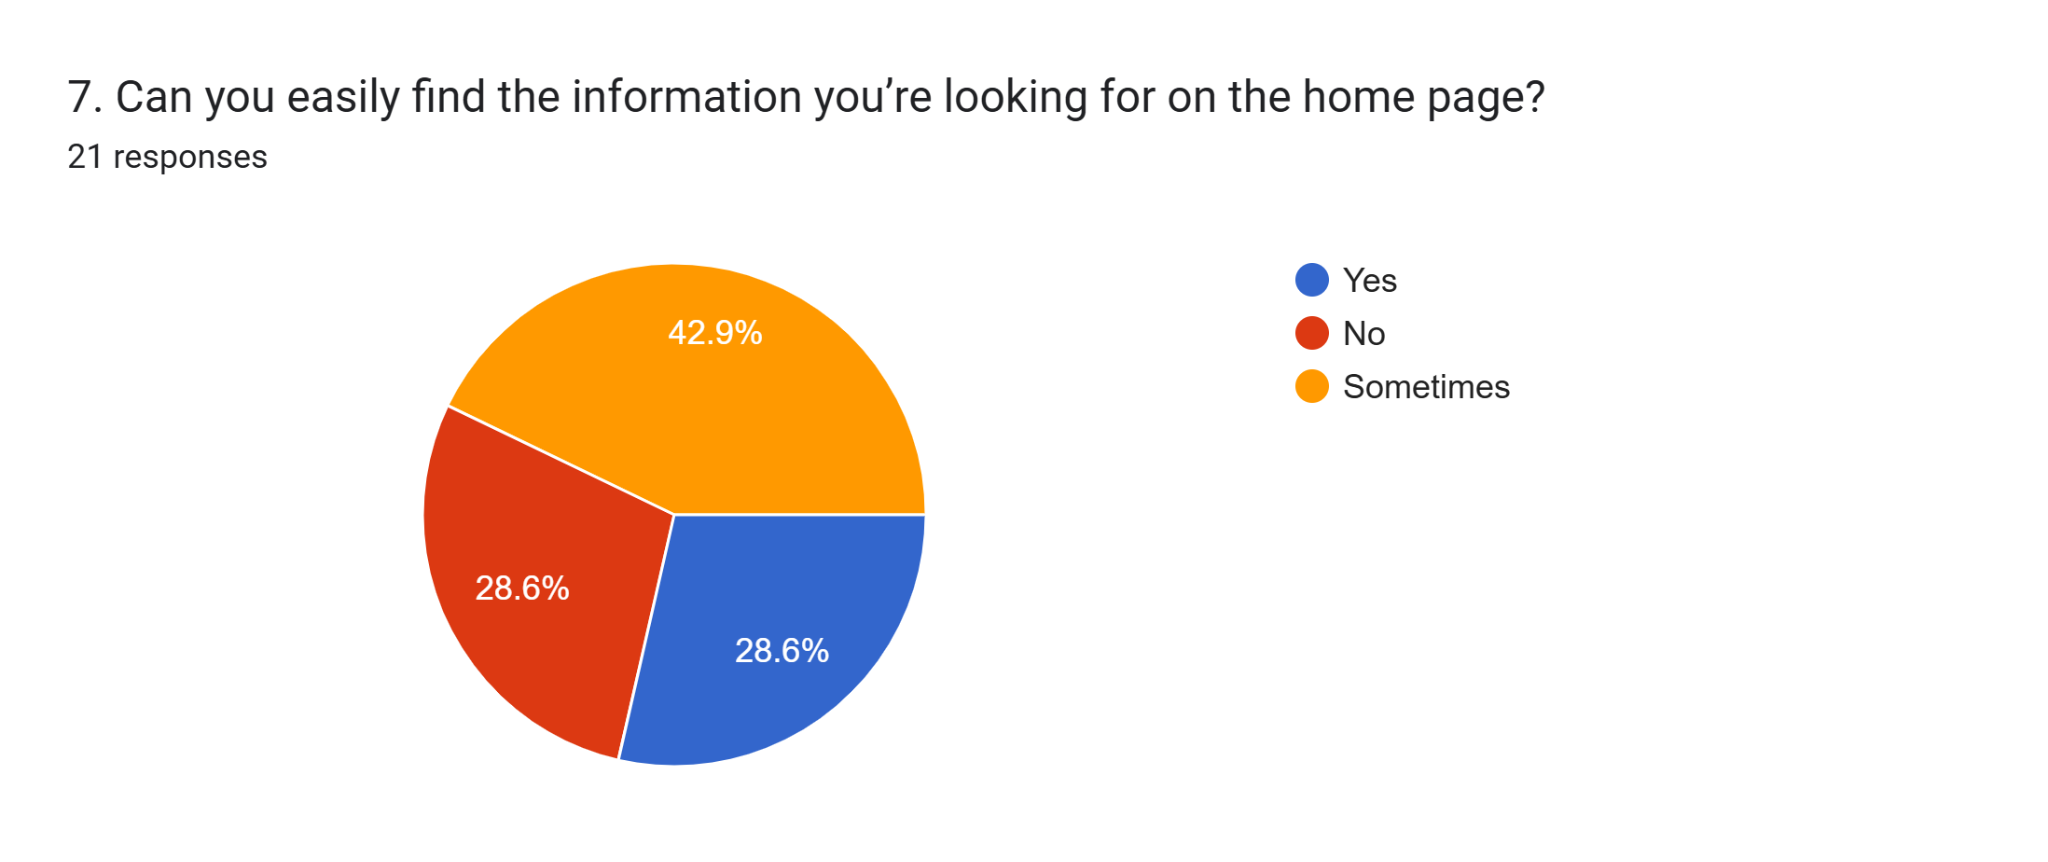 7. Can you easily find the information you’re looking for on the home page?
21 responses
Yes
No
Sometimes
42.9%
28.6%
28.6%